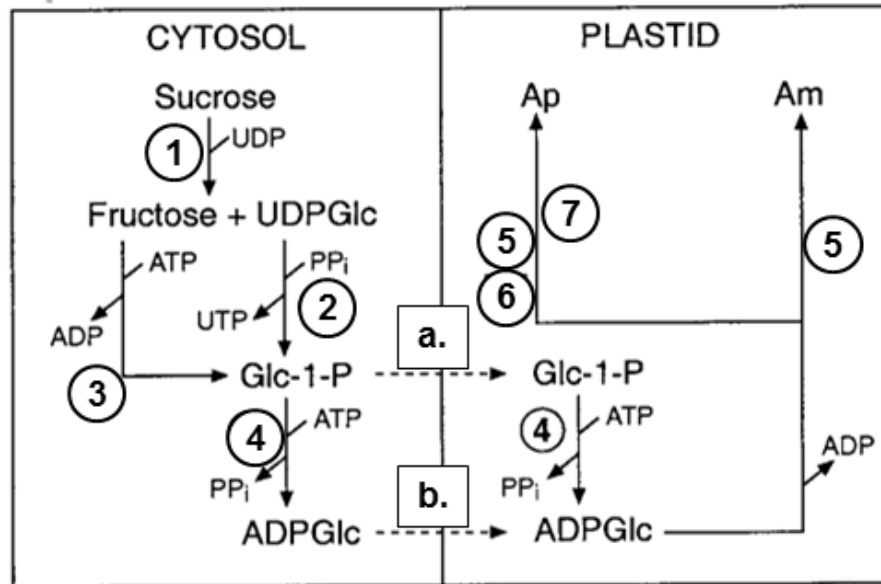 CYTOSOL
PLASTID
Sucrose
1
UDP
Fructose + UDPGlc
ATP
ADP
3
PPi
UTP
2
a.
Glc-1-P
4
ATP
PPi
b.
ADPGlc
Ap
Am
7
5
6
5
Glc-1-P
4
ATP
PPi
ADPGlc
ADP